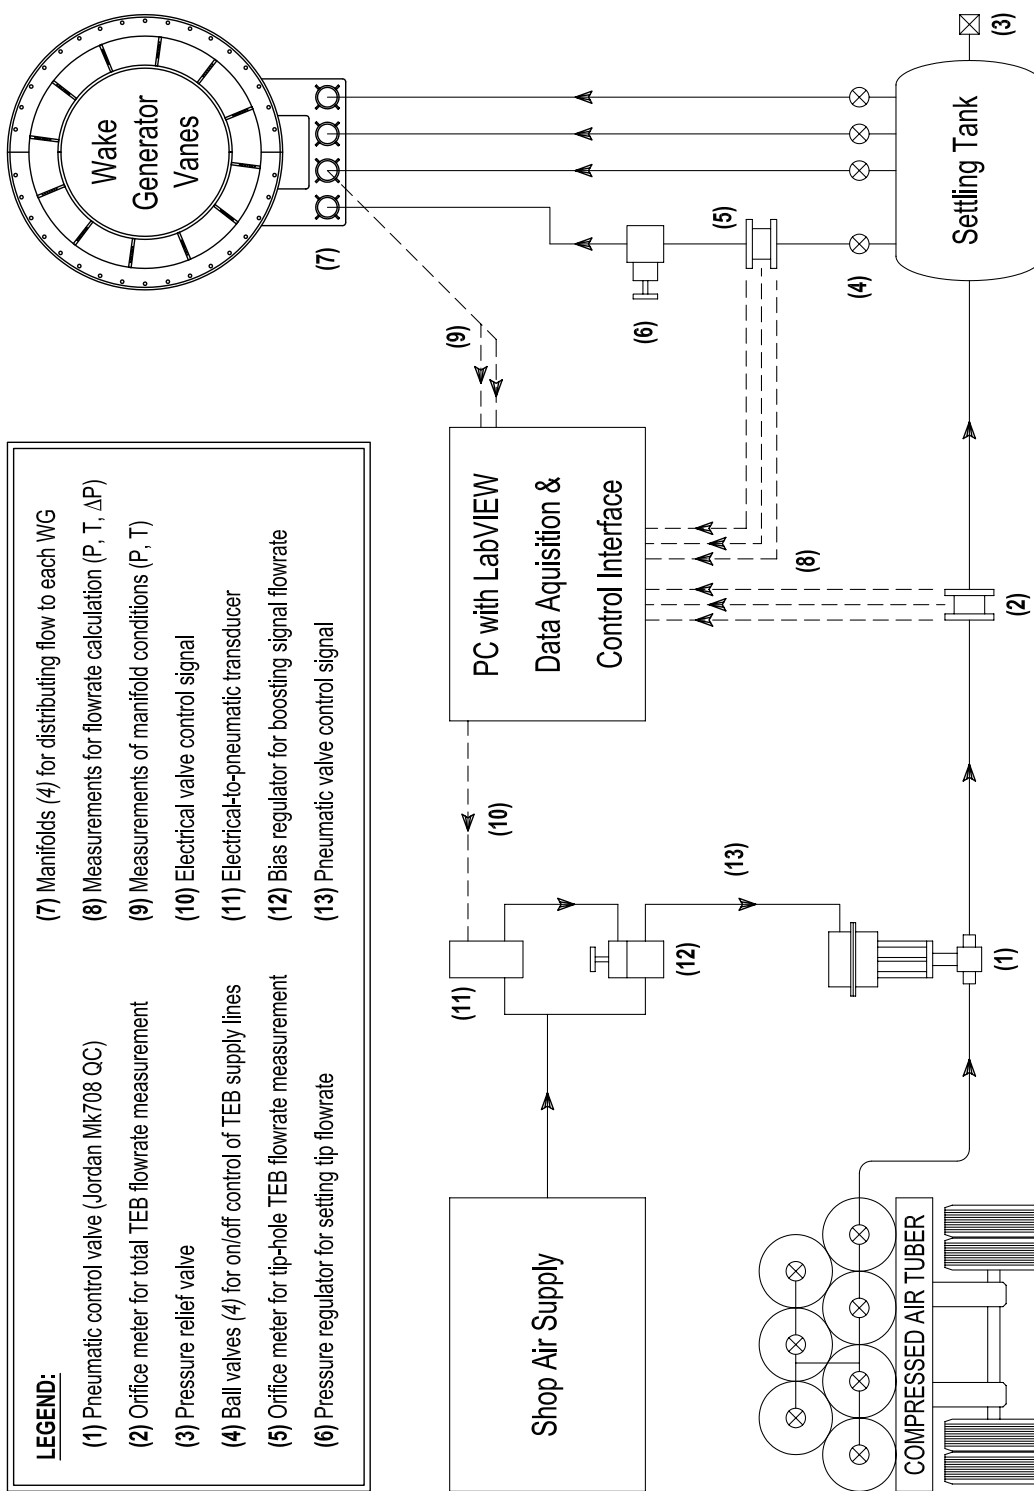 LEGEND:
(1) Pneumatic control valve (Jordan Mk708 QC)
(2) Orifice meter for total TEB flowrate measurement
(3) Pressure relief valve
(4) Ball valves (4) for on/off control of TEB supply lines
(5) Orifice meter for tip-hole TEB flowrate measurement
(6) Pressure regulator for setting tip flowrate
(7) Manifolds (4) for distributing flow to each WG
(8) Measurements for flowrate calculation (P, T, ΔP)
(9) Measurements of manifold conditions (P, T)
(10) Electrical valve control signal
(11) Electrical-to-pneumatic transducer
(12) Bias regulator for boosting signal flowrate
(13) Pneumatic valve control signal
Wake
Generator
Vanes
(7)
(9)
(6)
(5)
(4)
(3)
Settling Tank
PC with LabVIEW
Data Aquisition &
Control Interface
(8)
(2)
(10)
(11)
(12)
(13)
(1)
Shop Air Supply
COMPRESSED AIR TUBER